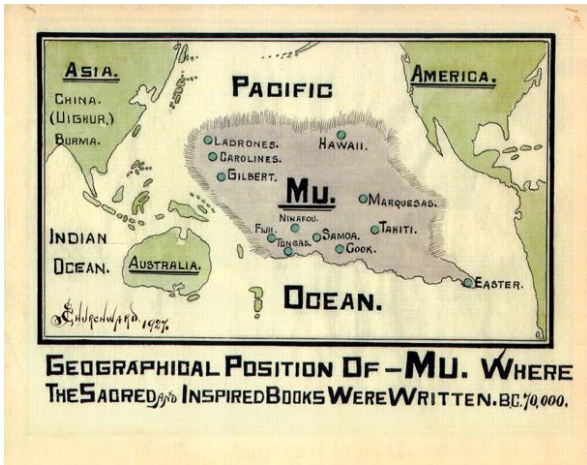 ASIA.
CHINA.
(UIGHUR,)
BURMA.
PACIFIC
AMERICA.
LADRONES.
CAROLINES.
GILBERT.
HAWAII.
MU.
MARQUESAS.
NINAFOU.
FIJI.
TONGAS.
SAMOA.
TAHITI.
COOK.
INDIAN
OCEAN.
AUSTRALIA.
EASTER.
OCEAN.
J Churchward. 1927.
GEOGRAPHICAL POSITION OF – MU. WHERE
THE SACRED AND INSPIRED BOOKS WERE WRITTEN. B.C. 70,000.